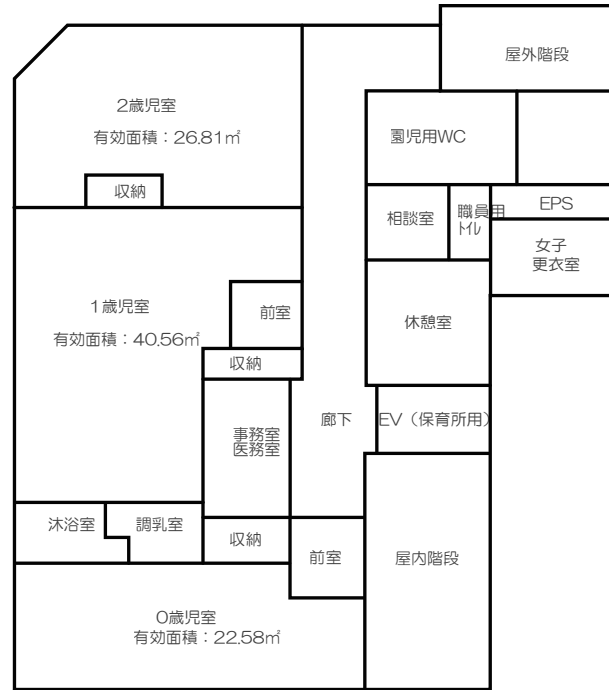 屋外階段
2歳児室
有効面積：26.81㎡
園児用WC
収納
相談室
職員用
トイレ
EPS
女子
更衣室
1歳児室
有効面積：40.56㎡
前室
休憩室
収納
廊下
EV（保育所用）
事務室
医務室
沐浴室
調乳室
収納
前室
屋内階段
0歳児室
有効面積：22.58㎡